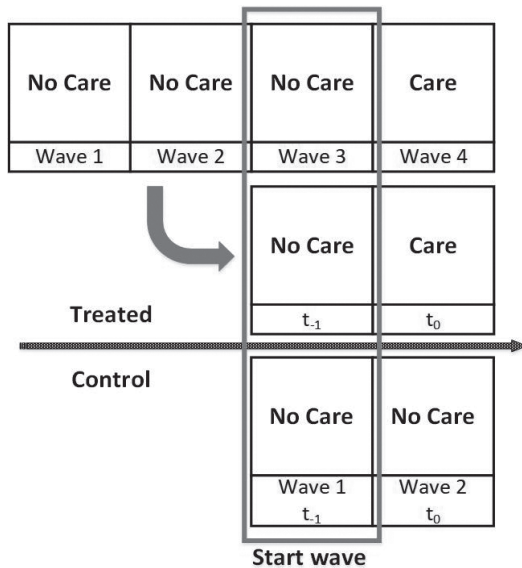 No Care No Care No Care Care
Wave 1 Wave 2 Wave 3 Wave 4
No Care Care
t-1 t0
Treated
Control
No Care No Care
Wave 1 Wave 2
t-1 t0
Start wave